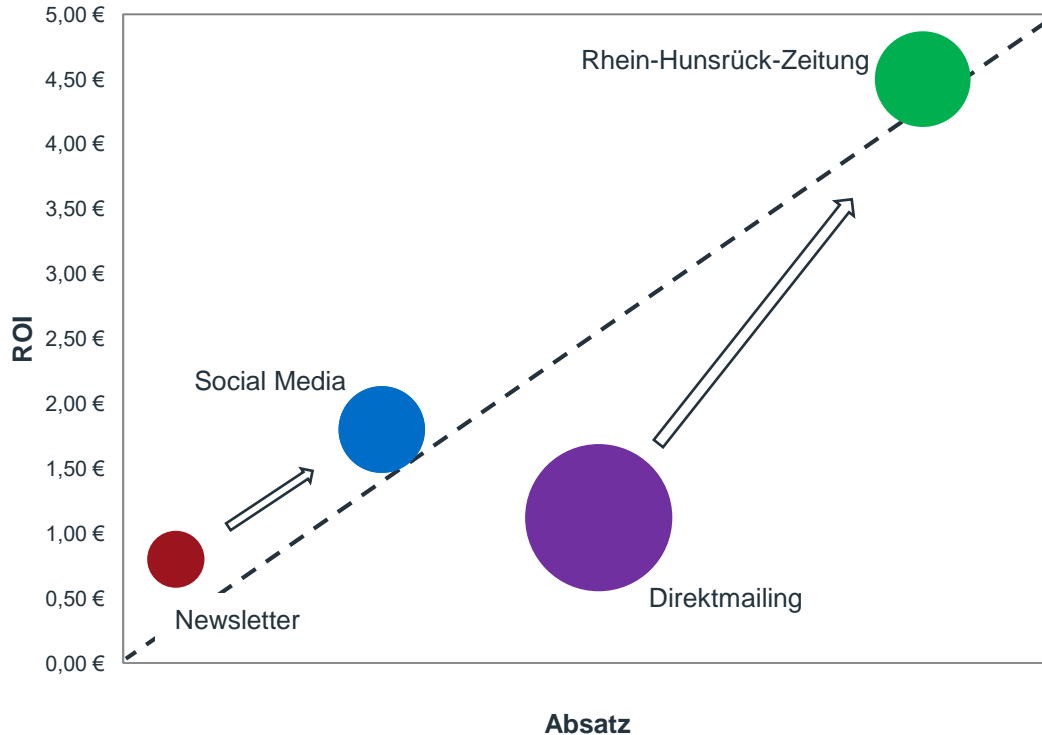 5,00 €
4,50 €
4,00 €
3,50 €
3,00 €
2,50 €
2,00 €
1,50 €
1,00 €
0,50 €
0,00 €
ROI
Rhein-Hunsrück-Zeitung
Social Media
Direktmailing
Newsletter
Absatz